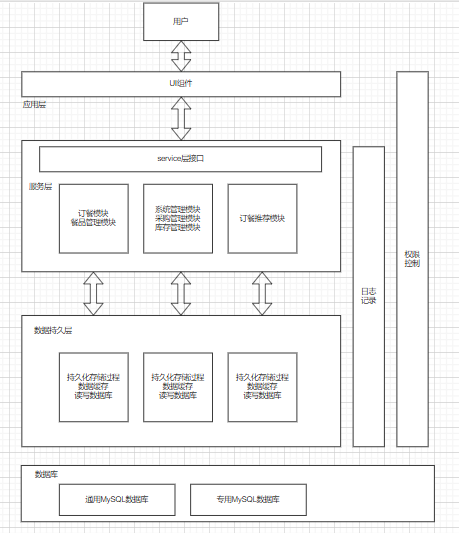 用户
UI组件
应用层
service层接口
服务层
订餐模块
餐品管理模块
系统管理模块
采购管理模块
库存管理模块
订餐推荐模块
权限
控制
日志
记录
数据持久层
持久化存储过程
数据缓存
读写数据库
持久化存储过程
数据缓存
读写数据库
持久化存储过程
数据缓存
读写数据库
数据库
通用MySQL数据库
专用MySQL数据库